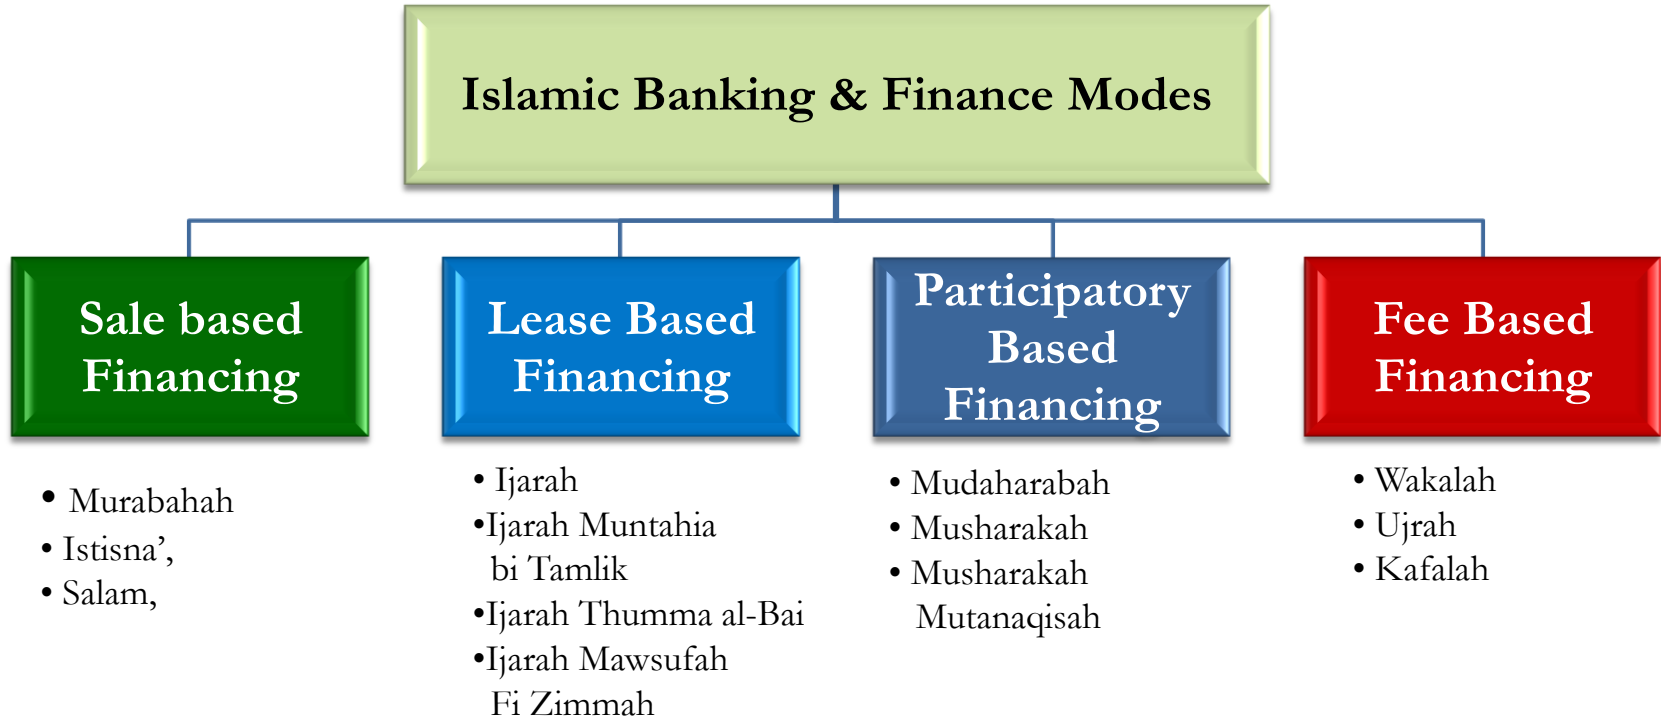 Islamic Banking & Finance Modes
Sale based
Financing
• Murabahah
• Istisna’,
• Salam,
Lease Based
Financing
• Ijarah
•Ijarah Muntahia
bi Tamlik
•Ijarah Thumma al-Bai
•Ijarah Mawsufah
Fi Zimmah
Participatory
Based
Financing
• Mudaharabah
• Musharakah
• Musharakah
Mutanaqisah
Fee Based
Financing
• Wakalah
• Ujrah
• Kafalah